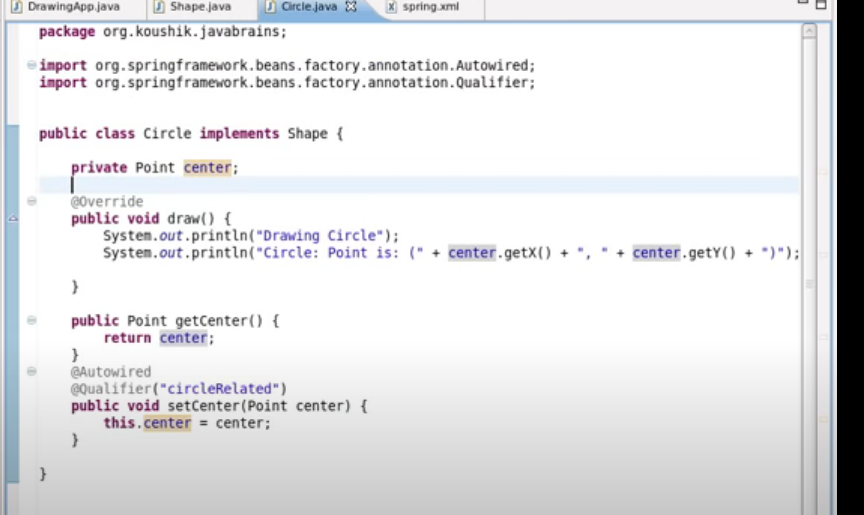 DrawingApp.java Shape.java Circle.java spring.xml
package org.koushik.javabrains;
import org.springframework.beans.factory.annotation.Autowired;
import org.springframework.beans.factory.annotation.Qualifier;
public class Circle implements Shape {
private Point center;
@Override
public void draw() {
System.out.println("Drawing Circle");
System.out.println("Circle: Point is: (" + center.getX() + ", " + center.getY() + ")");
}
public Point getCenter() {
return center;
}
@Autowired
@Qualifier("circleRelated")
public void setCenter(Point center) {
this.center = center;
}
}